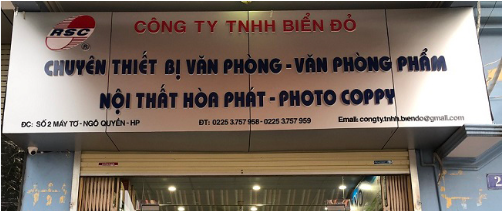 RSC ®
CÔNG TY TNHH BIỂN ĐỎ
CHUYÊN THIẾT BỊ VĂN PHÒNG - VĂN PHÒNG PHẨM
NỘI THẤT HÒA PHÁT - PHOTO COPPY
ĐC: SỐ 2 MÁY TƠ - NGÔ QUYỀN - HP
ĐT: 0225 3.757 958 - 0225 3.757 959
Email: congty.tnhh.biendo@gmail.com
2